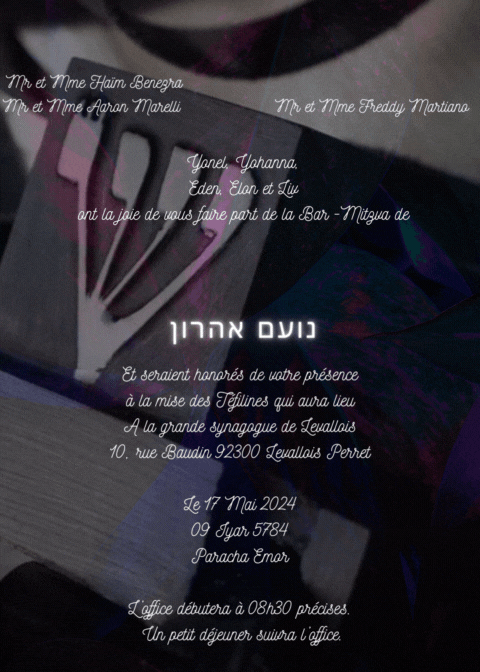 Mr et Mme Haïm Benezra
Mr et Mme Aaron Marelli
Mr et Mme Freddy Martiano
Yonel, Yohanna,
Eden, Elon et Liv
ont la joie de vous faire part de la Bar -Mitzva de
נועם אהרון
Et seraient honorés de votre présence
à la mise des Téfilines qui aura lieu
A la grande synagogue de Levallois
10, rue Baudin 92300 Levallois Perret
Le 17 Mai 2024
09 Iyar 5784
Paracha Emor
L'office débutera à 08h30 précises.
Un petit déjeuner suivra l'office.